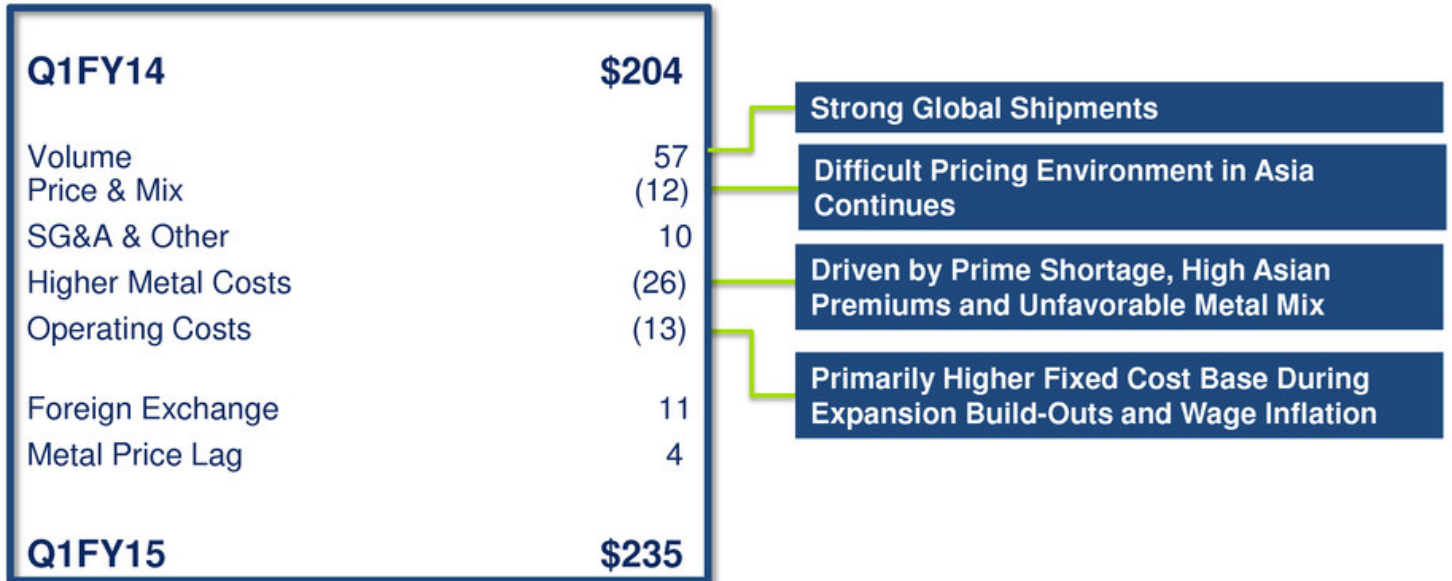 Q1FY14 $204
Volume 57
Price & Mix (12)
SG&A & Other 10
Higher Metal Costs (26)
Operating Costs (13)
Foreign Exchange 11
Metal Price Lag 4
Q1FY15 $235
Strong Global Shipments
Difficult Pricing Environment in Asia
Continues
Driven by Prime Shortage, High Asian
Premiums and Unfavorable Metal Mix
Primarily Higher Fixed Cost Base During
Expansion Build-Outs and Wage Inflation